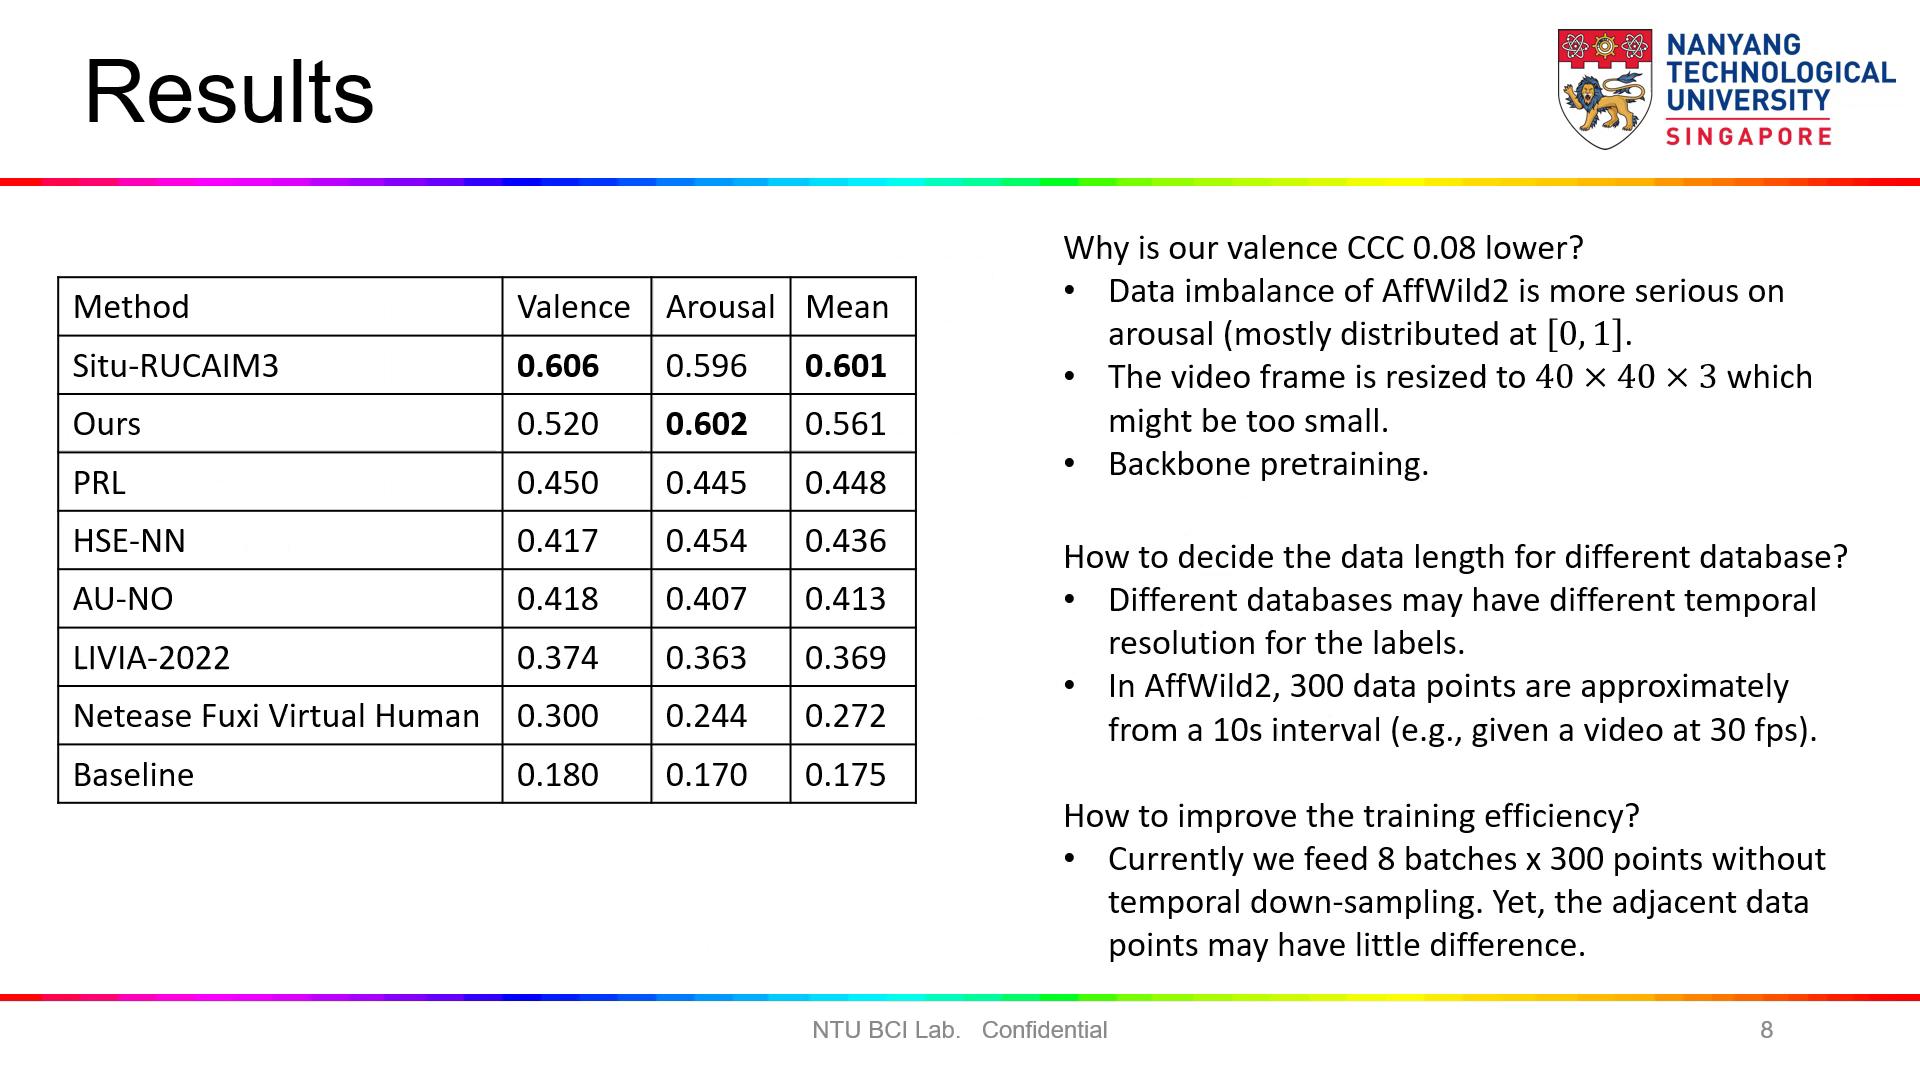 Results
NANYANG
TECHNOLOGICAL
UNIVERSITY
SINGAPORE
Method Valence Arousal Mean
Situ-RUCAIM3 0.606 0.596 0.601
Ours 0.520 0.602 0.561
PRL 0.450 0.445 0.448
HSE-NN 0.417 0.454 0.436
AU-NO 0.418 0.407 0.413
LIVIA-2022 0.374 0.363 0.369
Netease Fuxi Virtual Human 0.300 0.244 0.272
Baseline 0.180 0.170 0.175
Why is our valence CCC 0.08 lower?
• Data imbalance of AffWild2 is more serious on
arousal (mostly distributed at [0, 1].
• The video frame is resized to 40 × 40 × 3 which
might be too small.
• Backbone pretraining.
How to decide the data length for different database?
• Different databases may have different temporal
resolution for the labels.
• In AffWild2, 300 data points are approximately
from a 10s interval (e.g., given a video at 30 fps).
How to improve the training efficiency?
• Currently we feed 8 batches x 300 points without
temporal down-sampling. Yet, the adjacent data
points may have little difference.
NTU BCI Lab. Confidential
8